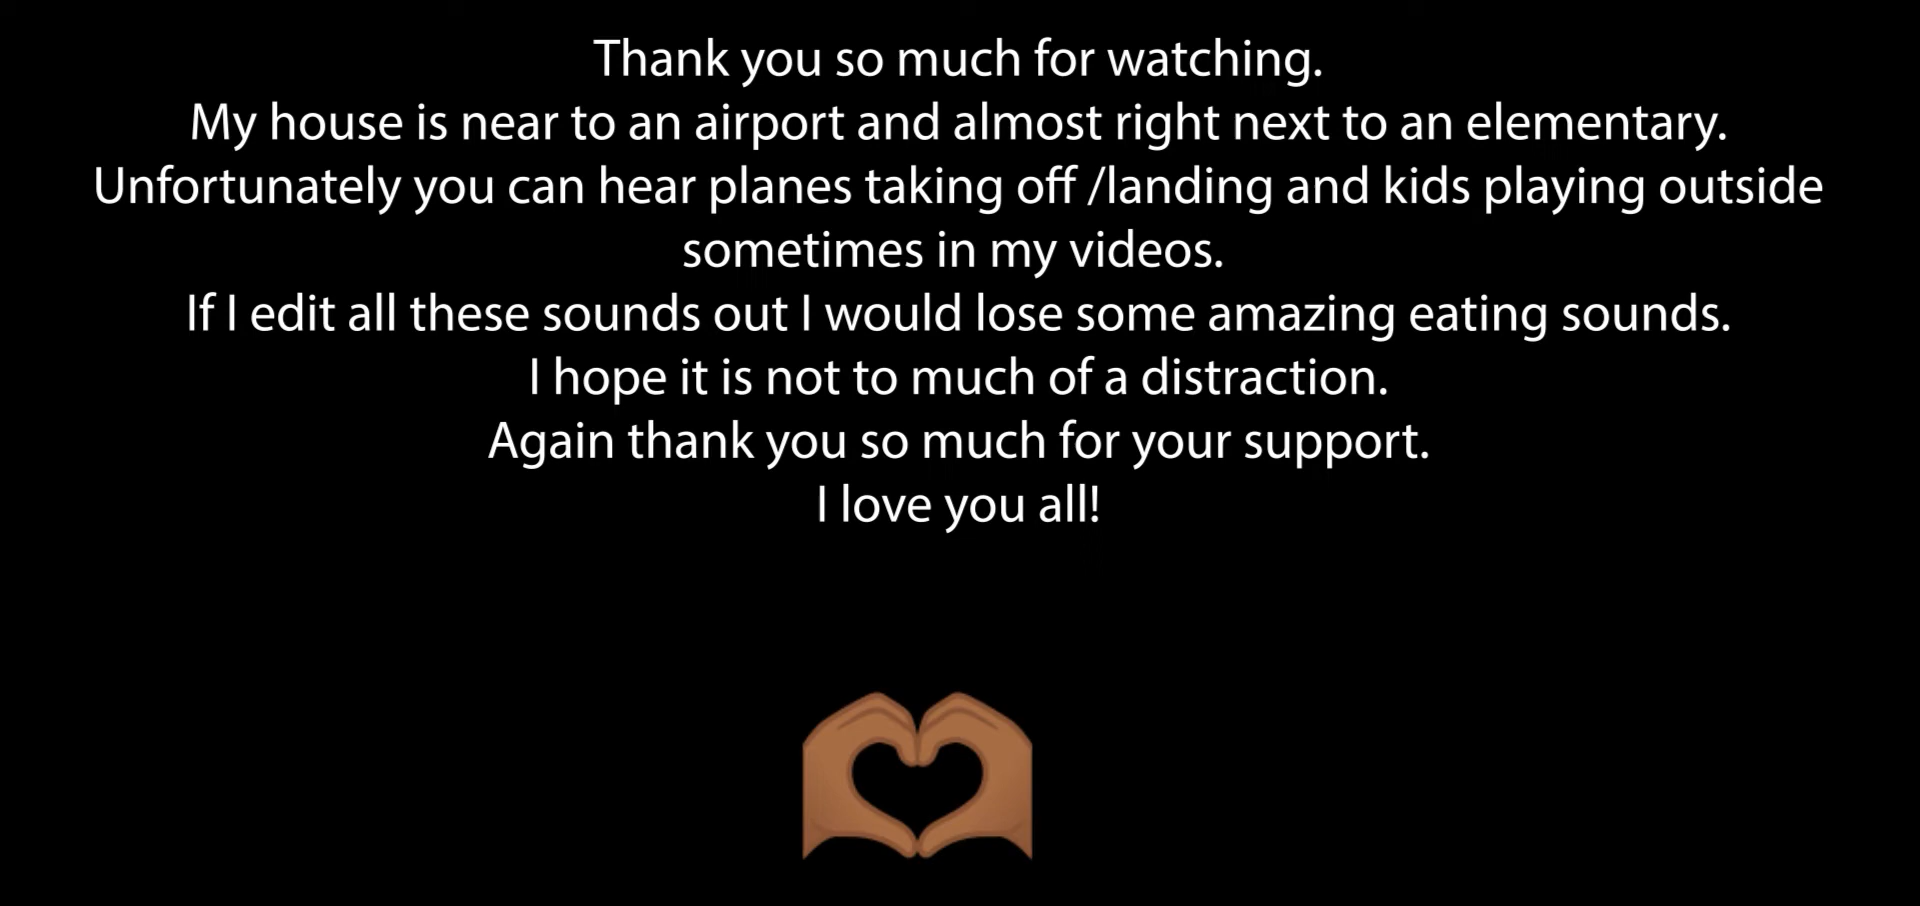 Thank you so much for watching.
My house is near to an airport and almost right next to an elementary.
Unfortunately you can hear planes taking off /landing and kids playing outside
sometimes in my videos.
If I edit all these sounds out I would lose some amazing eating sounds.
I hope it is not to much of a distraction.
Again thank you so much for your support.
I love you all!